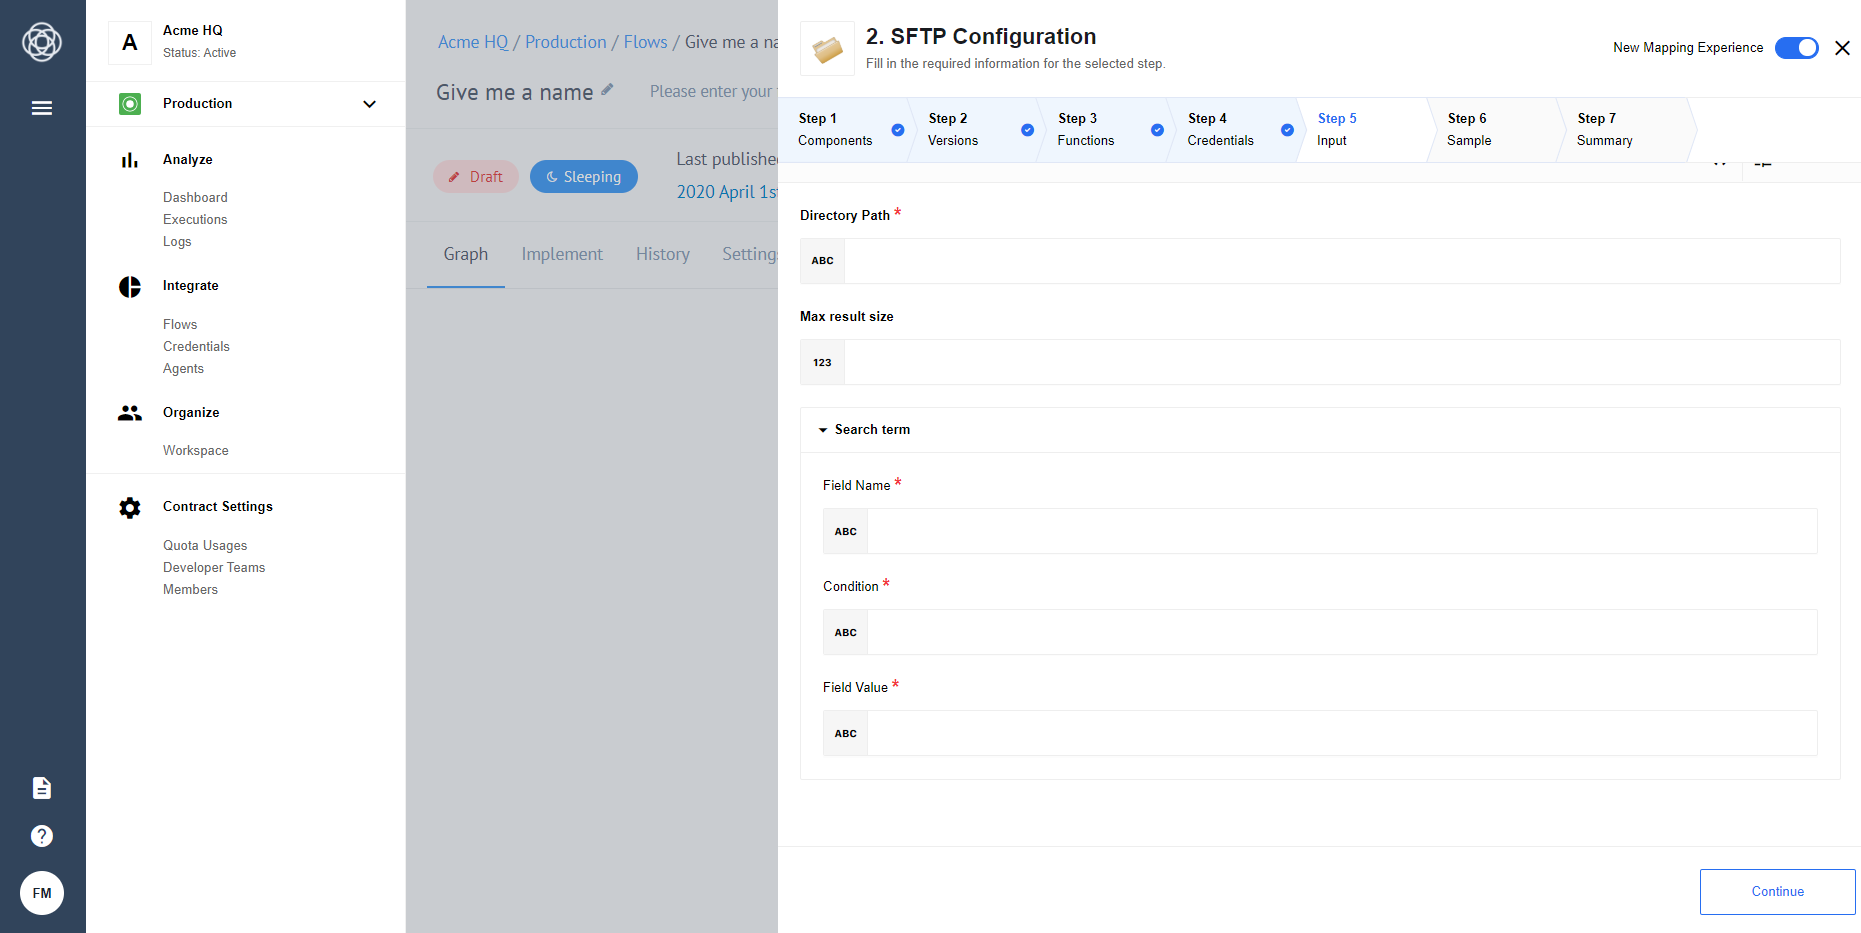 A
Acme HQ
Status: Active
Production
Analyze
Dashboard
Executions
Logs
Integrate
Flows
Credentials
Agents
Organize
Workspace
Contract Settings
Quota Usages
Developer Teams
Members
FM
Acme HQ / Production / Flows / Give me a na
Give me a name
Please enter your
Draft
Sleeping
Last publishe
2020 April 1st
Graph
Implement
History
Setting
2. SFTP Configuration
Fill in the required information for the selected step.
New Mapping Experience
Step 1
Components
Step 2
Versions
Step 3
Functions
Step 4
Credentials
Step 5
Input
Step 6
Sample
Step 7
Summary
Directory Path *
ABC
Max result size
123
Search term
Field Name *
ABC
Condition *
ABC
Field Value *
ABC
Continue